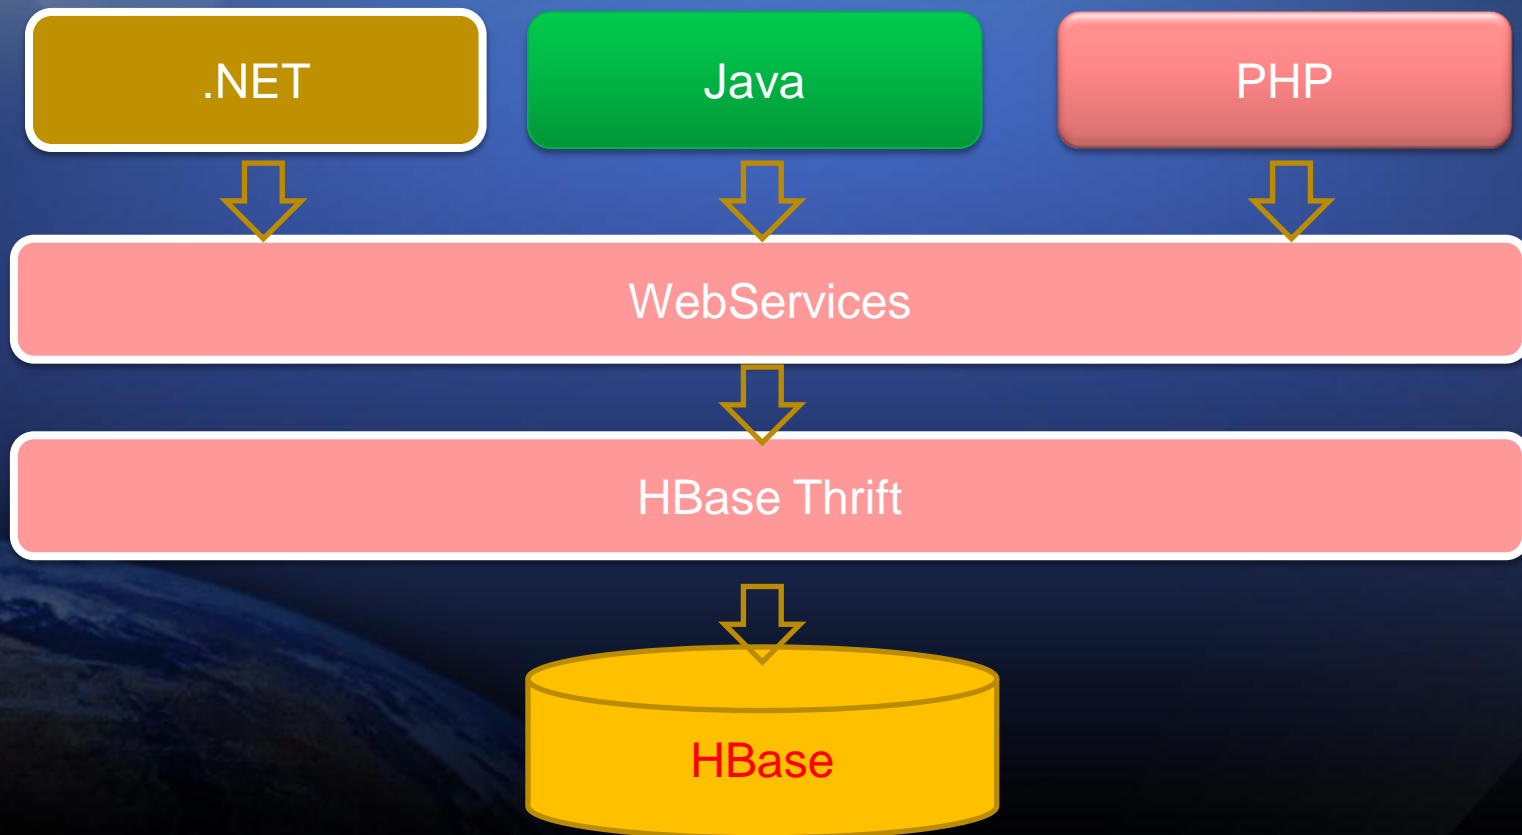 .NET
Java
PHP
WebServices
HBase Thrift
HBase